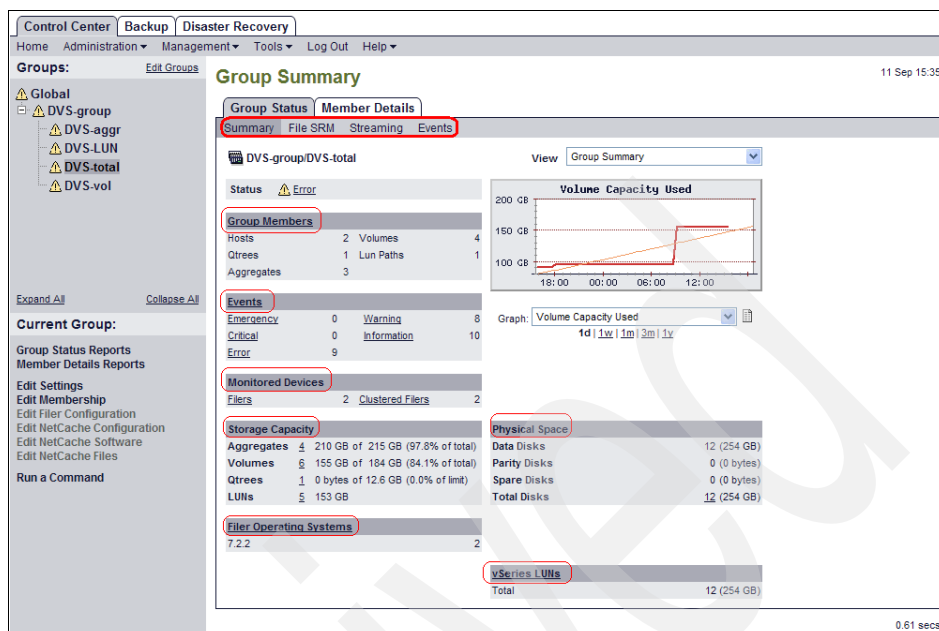 Control Center Backup Disaster Recovery
Home Administration Management Tools Log Out Help
Groups: Edit Groups
Global
DVS-group
DVS-aggr
DVS-LUN
DVS-total
DVS-vol
Expand All Collapse All
Current Group:
Group Status Reports
Member Details Reports
Edit Settings
Edit Membership
Edit Filer Configuration
Edit NetCache Configuration
Edit NetCache Software
Edit NetCache Files
Run a Command
Group Summary
11 Sep 15:35
Group Status Member Details
Summary File SRM Streaming Events
DVS-group/DVS-total
View Group Summary
Status Error
Group Members
Hosts 2 Volumes 4
Qtrees 1 Lun Paths 1
Aggregates 3
Events
Emergency 0 Warning 8
Critical 0 Information 10
Error 9
Monitored Devices
Filers 2 Clustered Filers 2
Storage Capacity
Aggregates 4 210 GB of 215 GB (97.8% of total)
Volumes 6 155 GB of 184 GB (84.1% of total)
Qtrees 1 0 bytes of 12.6 GB (0.0% of limit)
LUNs 5 153 GB
Filer Operating Systems
7.2.2 2
Volume Capacity Used
200 GB
150 GB
100 GB
18:00 00:00 06:00 12:00
Graph: Volume Capacity Used
1d | 1w | 1m | 3m | 1y
Physical Space
Data Disks 12 (254 GB)
Parity Disks 0 (0 bytes)
Spare Disks 0 (0 bytes)
Total Disks 12 (254 GB)
vSeries LUNs
Total 12 (254 GB)
0.61 secs